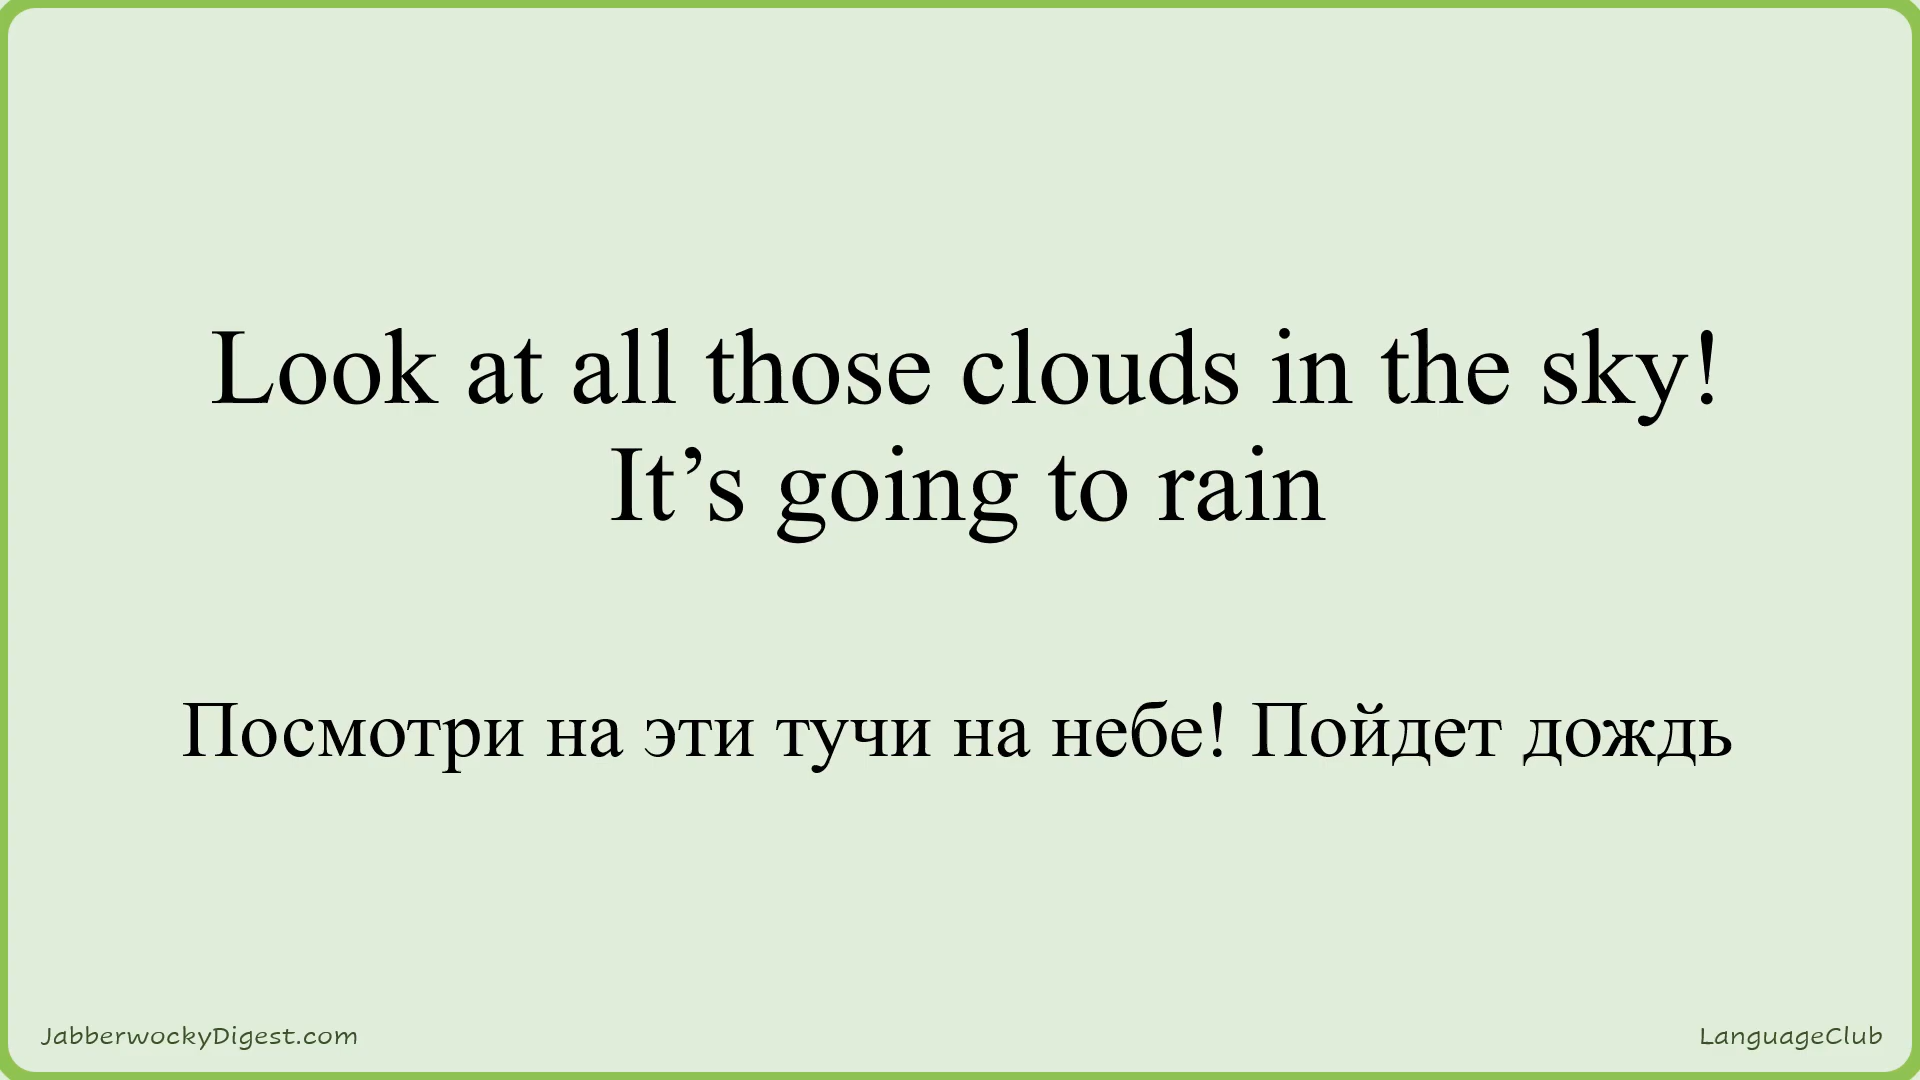 Look at all those clouds in the sky!
It’s going to rain
Посмотри на эти тучи на небе! Пойдет дождь
JabberwockyDigest.com
LanguageClub